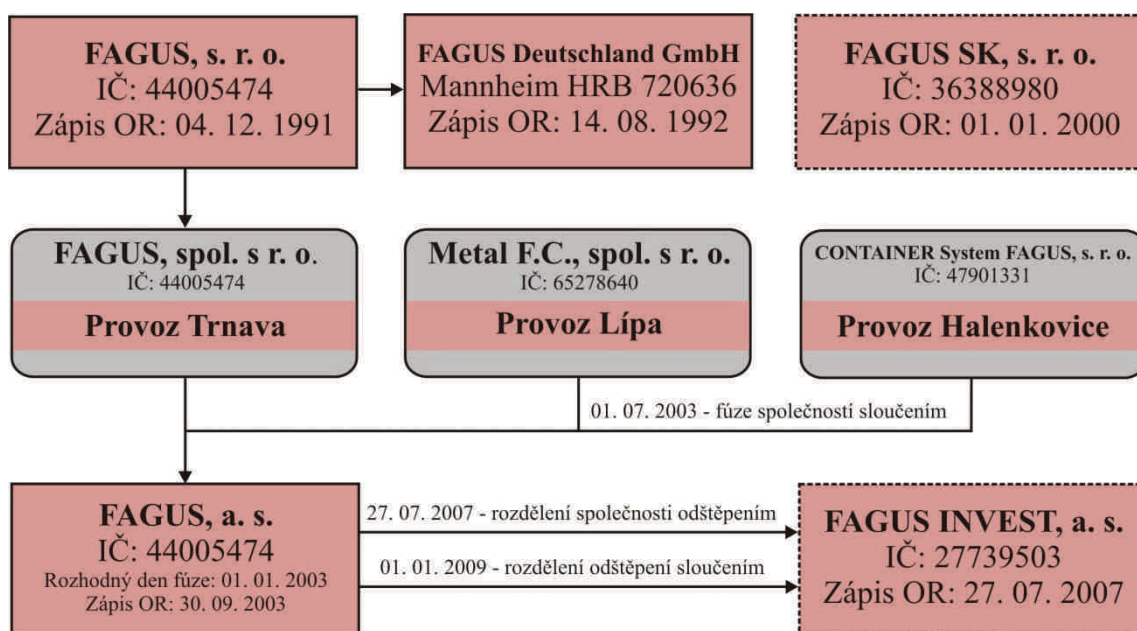 FAGUS, s. r. o.
IČ: 44005474
Zápis OR: 04. 12. 1991
FAGUS Deutschland GmbH
Mannheim HRB 720636
Zápis OR: 14. 08. 1992
FAGUS SK, s. r. o.
IČ: 36388980
Zápis OR: 01. 01. 2000
FAGUS, spol. s r. o.
IČ: 44005474
Provoz Trnava
Metal F.C., spol. s r. o.
IČ: 65278640
Provoz Lípa
CONTAINER System FAGUS, s. r. o.
IČ: 47901331
Provoz Halenkovice
01. 07. 2003 - fúze společností sloučením
FAGUS, a. s.
IČ: 44005474
Rozhodný den fúze: 01. 01. 2003
Zápis OR: 30. 09. 2003
27. 07. 2007 - rozdělení společnosti odštěpením
01. 01. 2009 - rozdělení odštěpení sloučením
FAGUS INVEST, a. s.
IČ: 27739503
Zápis OR: 27. 07. 2007